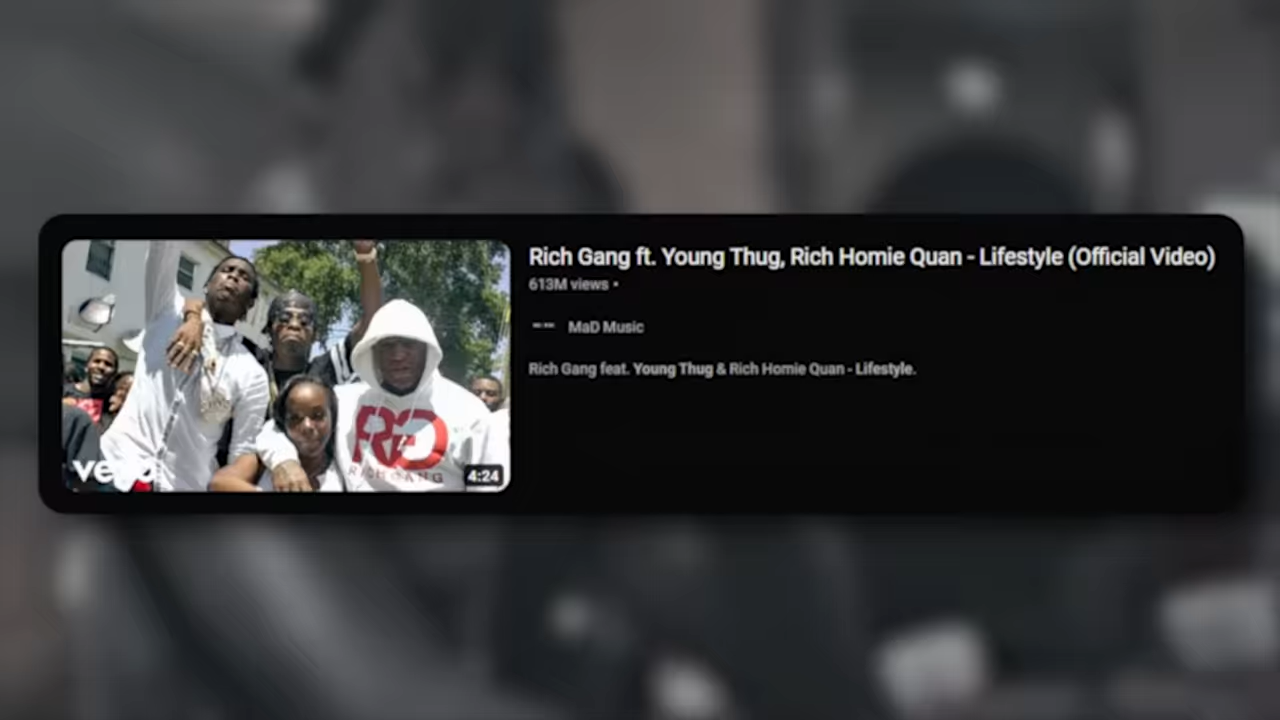 Rich Gang ft. Young Thug, Rich Homie Quan - Lifestyle (Official Video)
613M views •
MaD Music
Rich Gang feat. Young Thug & Rich Homie Quan - Lifestyle.
vevo
RG
RICH GANG
4:24